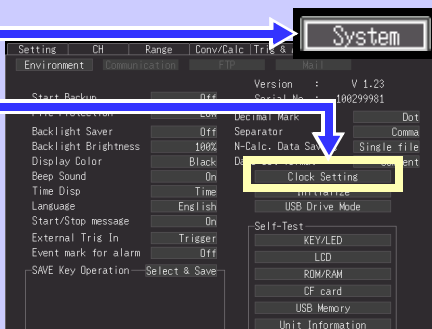 System
Setting CH Range Conv/Calc Trig &
Environment Communication FTP Mail
Version : V 1.23
Start Backup Off Serial No. : 100299981
File Protection Low Decimal Mark Dot
Backlight Saver Off Separator Comma
Backlight Brightness 100% N-Calc. Data Save Single file
Display Color Black
Beep Sound On Clock Setting
Time Disp Time Initialize
Language English USB Drive Mode
Start/Stop message On Self-Test
External Trig In Trigger KEY/LED
Event mark for alarm Off LCD
SAVE Key Operation Select & Save ROM/RAM
CF card
USB Memory
Unit Information